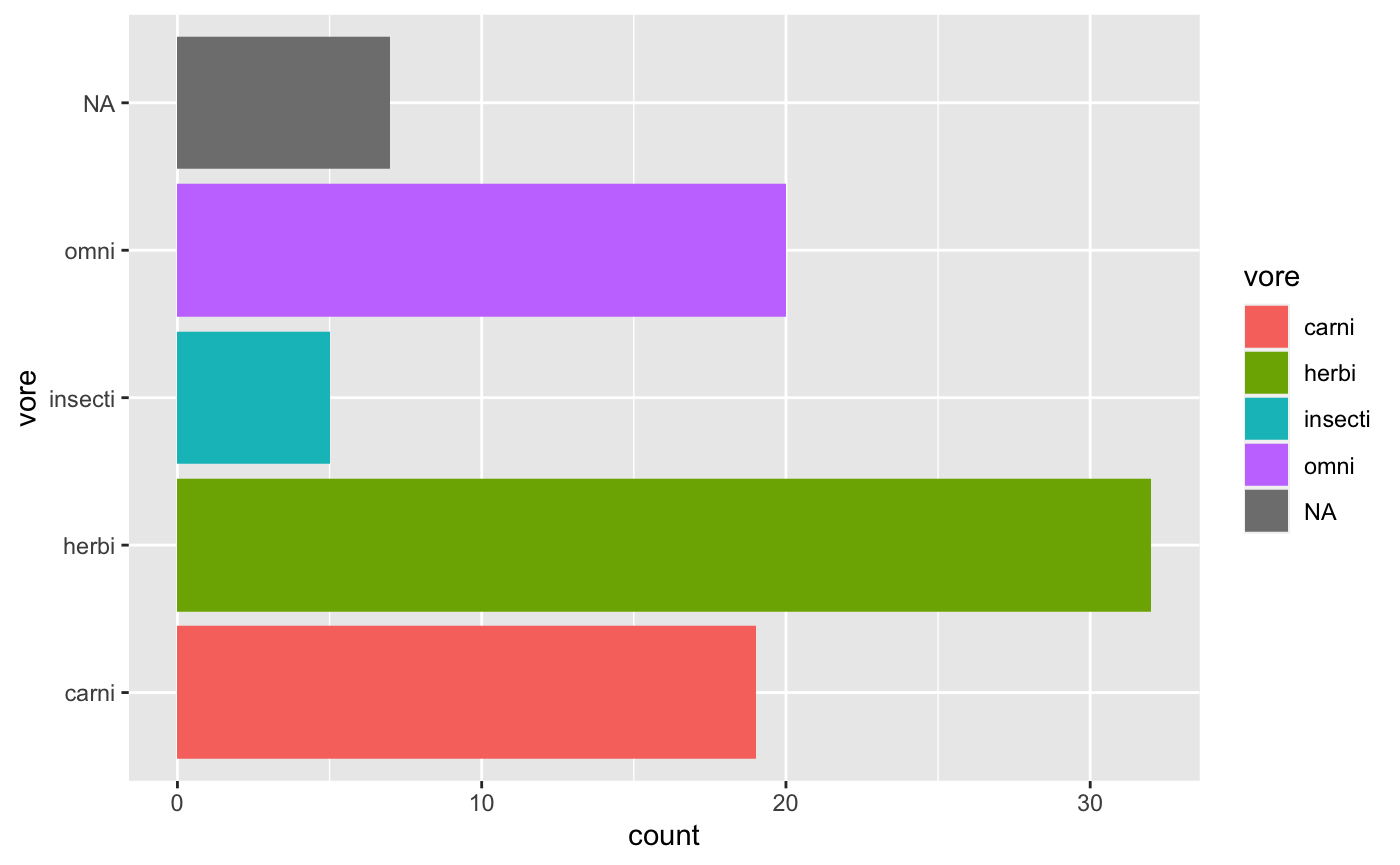 NA
omni
insecti
herbi
carni
vore
0 10 20 30
count
vore
carni
herbi
insecti
omni
NA